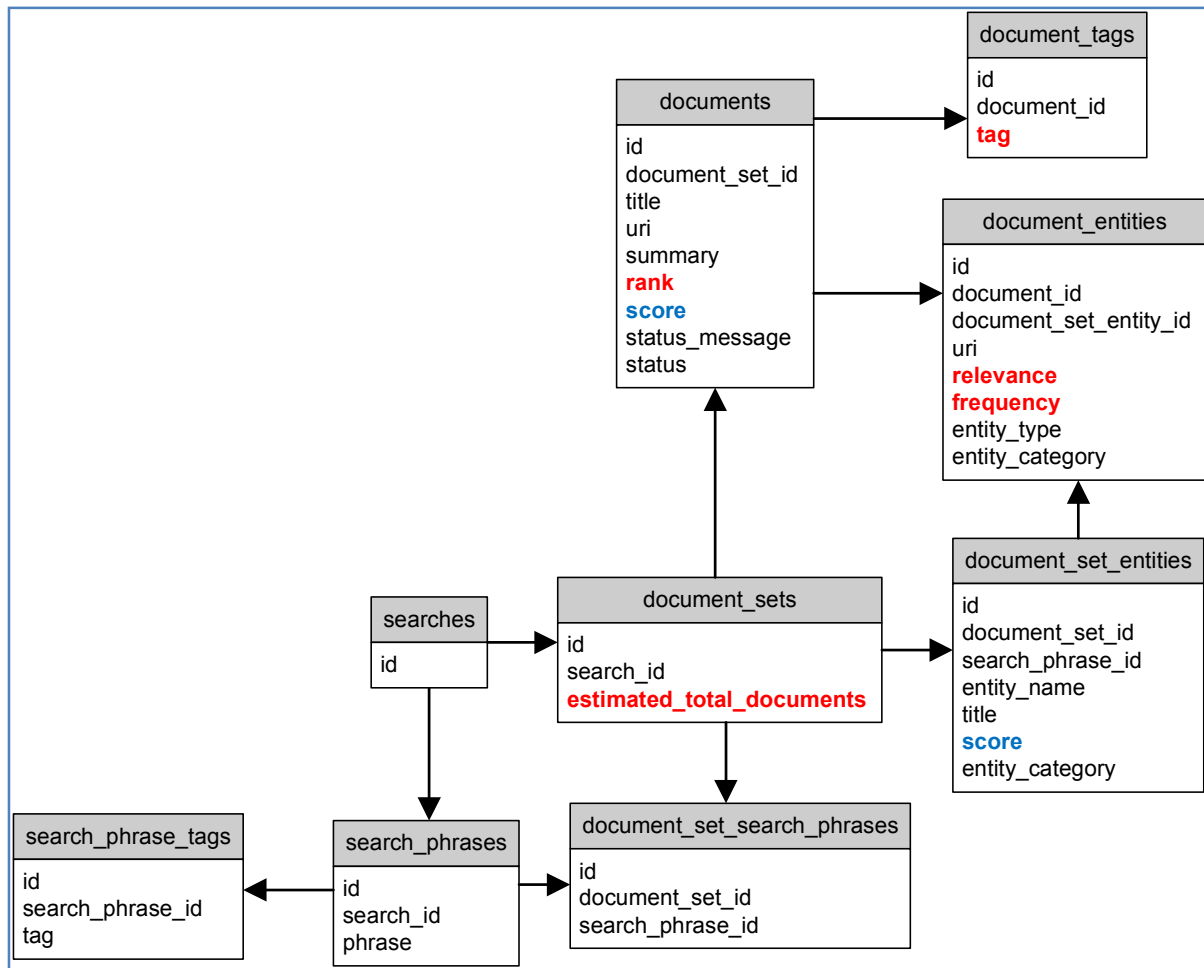 document_tags
id
document_id
tag
documents
id
document_set_id
title
uri
summary
rank
score
status_message
status
document_entities
id
document_id
document_set_entity_id
uri
relevance
frequency
entity_type
entity_category
document_set_entities
id
document_set_id
search_phrase_id
entity_name
title
score
entity_category
document_sets
id
search_id
estimated_total_documents
searches
id
search_phrase_tags
id
search_phrase_id
tag
search_phrases
id
search_id
phrase
document_set_search_phrases
id
document_set_id
search_phrase_id